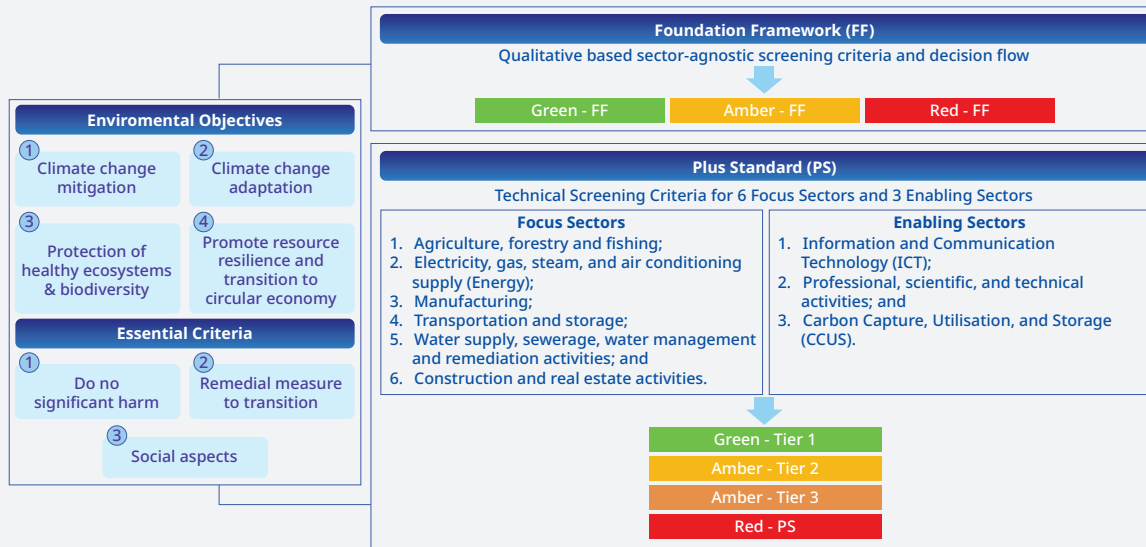 Foundation Framework (FF)
Qualitative based sector-agnostic screening criteria and decision flow
Green - FF
Amber - FF
Red - FF
Enviromental Objectives
1
Climate change
mitigation
2
Climate change
adaptation
3
Protection of
healthy ecosystems
& biodiversity
4
Promote resource
resilience and
transition to
circular economy
Essential Criteria
1
Do no
significant harm
2
Remedial measure
to transition
3
Social aspects
Plus Standard (PS)
Technical Screening Criteria for 6 Focus Sectors and 3 Enabling Sectors
Focus Sectors
1. Agriculture, forestry and fishing;
2. Electricity, gas, steam, and air conditioning
supply (Energy);
3. Manufacturing;
4. Transportation and storage;
5. Water supply, sewerage, water management
and remediation activities; and
6. Construction and real estate activities.
Enabling Sectors
1. Information and Communication
Technology (ICT);
2. Professional, scientific, and technical
activities; and
3. Carbon Capture, Utilisation, and Storage
(CCUS).
Green - Tier 1
Amber - Tier 2
Amber - Tier 3
Red - PS